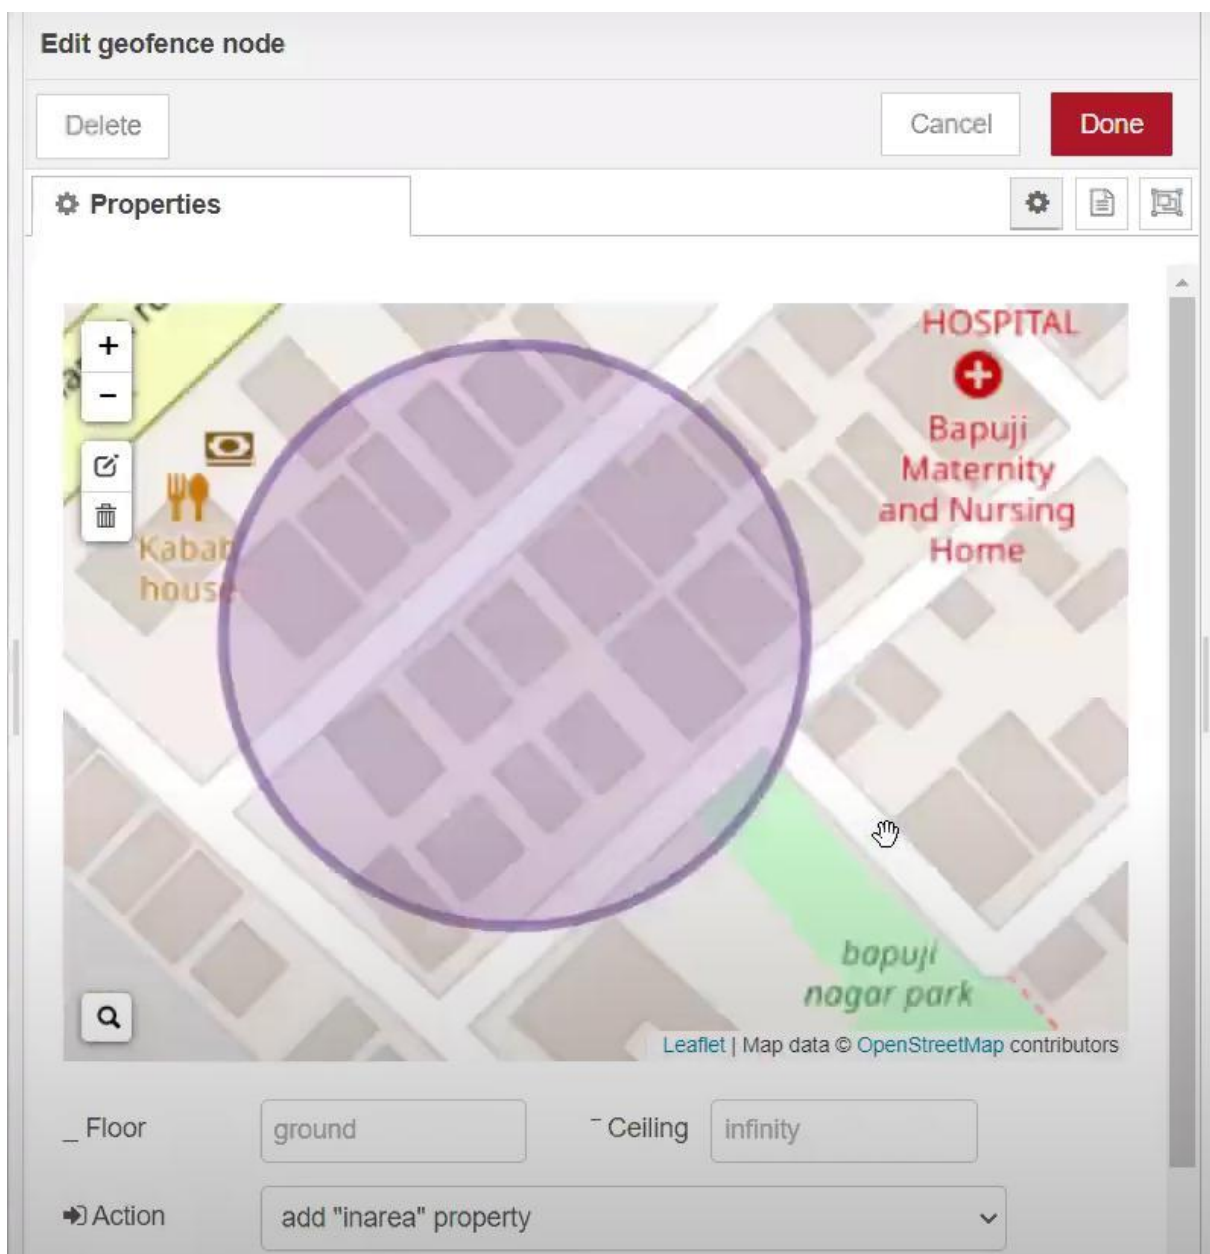 Edit geofence node
Delete
Cancel
Done
Properties
+
−
HOSPITAL
Bapuji
Maternity
and Nursing
Home
Kabab
house
bapuji
nagar park
Leaflet | Map data © OpenStreetMap contributors
_ Floor
ground
‾ Ceiling
infinity
Action
add "inarea" property